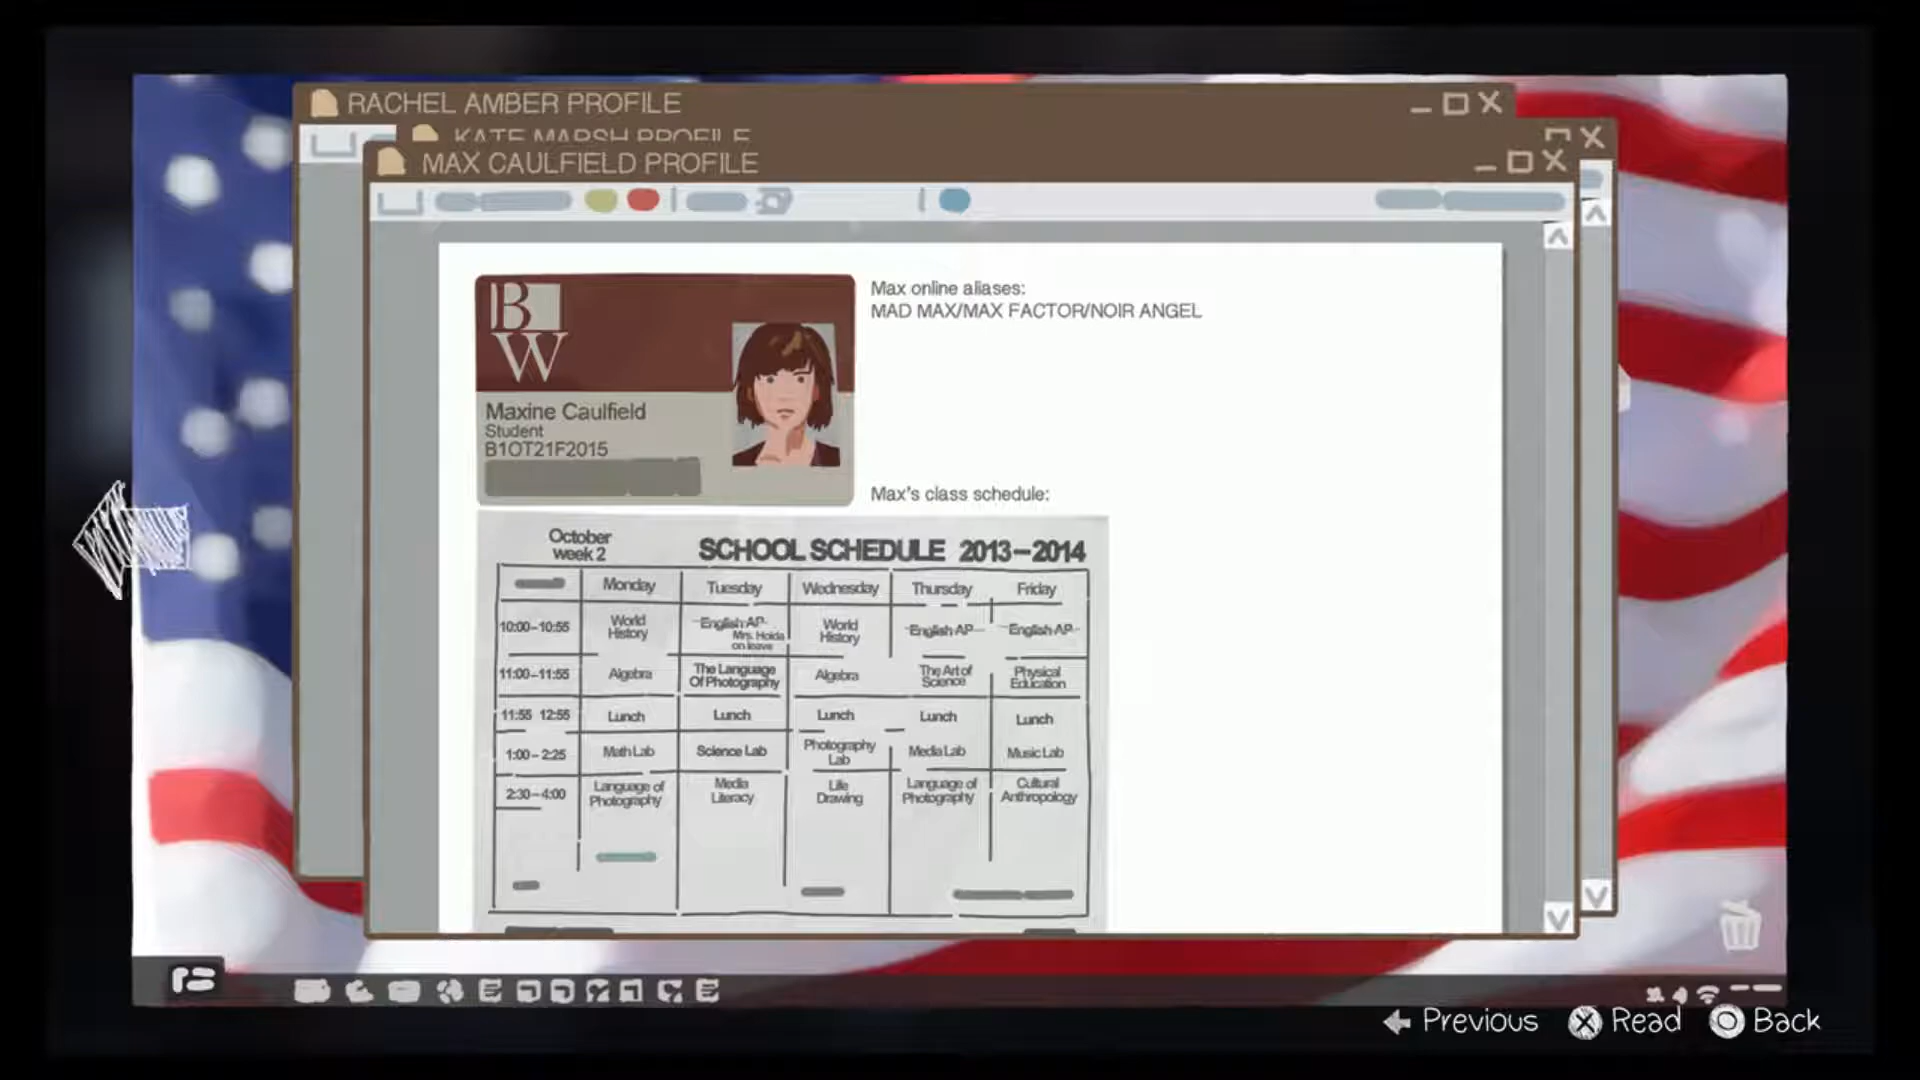 RACHEL AMBER PROFILE
KATE MARSH PROFILE
MAX CAULFIELD PROFILE
BW
Maxine Caulfield
Student
B1OT21F2015
Max online aliases:
MAD MAX/MAX FACTOR/NOIR ANGEL
Max's class schedule:
October
week 2
SCHOOL SCHEDULE 2013-2014
Monday Tuesday Wednesday Thursday Friday
10:00-10:55 World History English AP Mrs. Hoida on leave World History English AP English AP
11:00-11:55 Algebra The Language Of Photography Algebra The Art of Science Physical Education
11:55 12:55 Lunch Lunch Lunch Lunch Lunch
1:00-2:25 Math Lab Science Lab Photography Lab Media Lab Music Lab
2:30-4:00 Language of Photography Media Literacy Life Drawing Language of Photography Cultural Anthropology
Previous Read Back